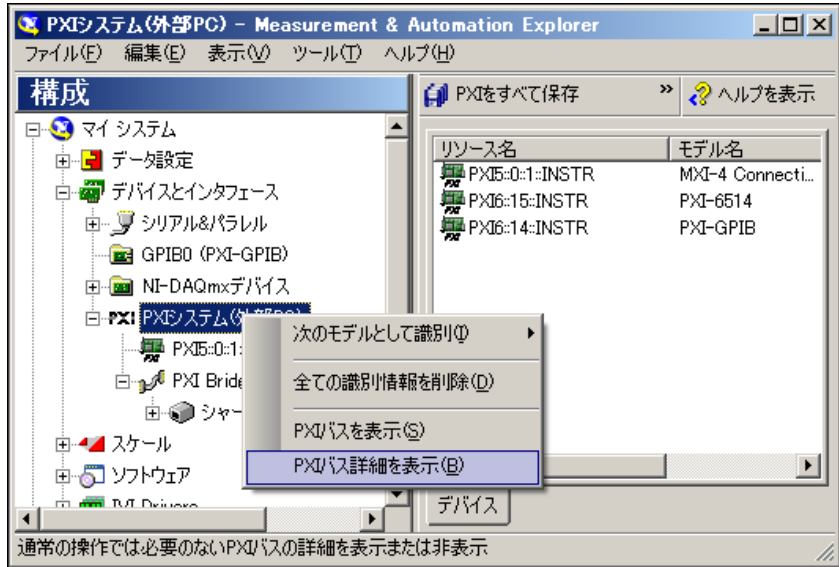 PXIシステム(外部PC) - Measurement & Automation Explorer
ファイル(F) 編集(E) 表示(V) ツール(T) ヘルプ(H)
構成
PXIをすべて保存 » ヘルプを表示
マイ システム
データ設定
デバイスとインタフェース
シリアル&パラレル
GPIB0 (PXI-GPIB)
NI-DAQmxデバイス
PXIシステム(外部PC)
PXI5::0:1:
PXI Bridg
シャー
スケール
ソフトウェア
IVI Drivers
リソース名 モデル名
PXI5::0:1::INSTR MXI-4 Connecti...
PXI6::15::INSTR PXI-6514
PXI6::14::INSTR PXI-GPIB
次のモデルとして識別(I)
全ての識別情報を削除(D)
PXIバスを表示(S)
PXIバス詳細を表示(B)
デバイス
通常の操作では必要のないPXIバスの詳細を表示または非表示